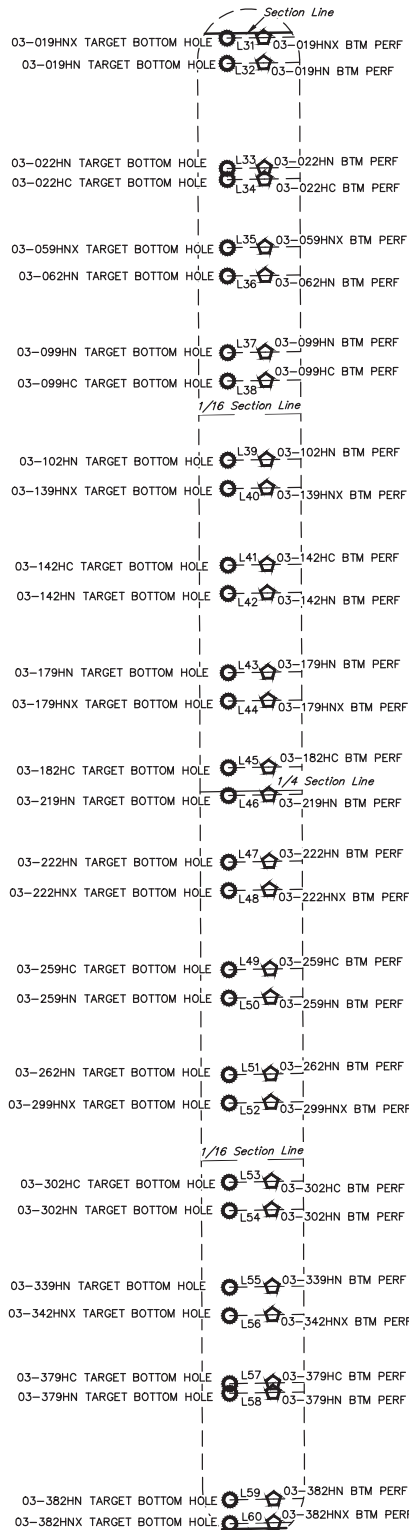 Section Line
03-019HNX TARGET BOTTOM HOLE L31 03-019HNX BTM PERF
03-019HN TARGET BOTTOM HOLE L32 03-019HN BTM PERF
03-022HN TARGET BOTTOM HOLE L33 03-022HN BTM PERF
03-022HC TARGET BOTTOM HOLE L34 03-022HC BTM PERF
03-059HNX TARGET BOTTOM HOLE L35 03-059HNX BTM PERF
03-062HN TARGET BOTTOM HOLE L36 03-062HN BTM PERF
03-099HN TARGET BOTTOM HOLE L37 03-099HN BTM PERF
03-099HC TARGET BOTTOM HOLE L38 03-099HC BTM PERF
1/16 Section Line
03-102HN TARGET BOTTOM HOLE L39 03-102HN BTM PERF
03-139HNX TARGET BOTTOM HOLE L40 03-139HNX BTM PERF
03-142HC TARGET BOTTOM HOLE L41 03-142HC BTM PERF
03-142HN TARGET BOTTOM HOLE L42 03-142HN BTM PERF
03-179HN TARGET BOTTOM HOLE L43 03-179HN BTM PERF
03-179HNX TARGET BOTTOM HOLE L44 03-179HNX BTM PERF
03-182HC TARGET BOTTOM HOLE L45 03-182HC BTM PERF
1/4 Section Line
03-219HN TARGET BOTTOM HOLE L46 03-219HN BTM PERF
03-222HN TARGET BOTTOM HOLE L47 03-222HN BTM PERF
03-222HNX TARGET BOTTOM HOLE L48 03-222HNX BTM PERF
03-259HC TARGET BOTTOM HOLE L49 03-259HC BTM PERF
03-259HN TARGET BOTTOM HOLE L50 03-259HN BTM PERF
03-262HN TARGET BOTTOM HOLE L51 03-262HN BTM PERF
03-299HNX TARGET BOTTOM HOLE L52 03-299HNX BTM PERF
1/16 Section Line
03-302HC TARGET BOTTOM HOLE L53 03-302HC BTM PERF
03-302HN TARGET BOTTOM HOLE L54 03-302HN BTM PERF
03-339HN TARGET BOTTOM HOLE L55 03-339HN BTM PERF
03-342HNX TARGET BOTTOM HOLE L56 03-342HNX BTM PERF
03-379HC TARGET BOTTOM HOLE L57 03-379HC BTM PERF
03-379HN TARGET BOTTOM HOLE L58 03-379HN BTM PERF
03-382HN TARGET BOTTOM HOLE L59 03-382HN BTM PERF
03-382HNX TARGET BOTTOM HOLE L60 03-382HNX BTM PERF